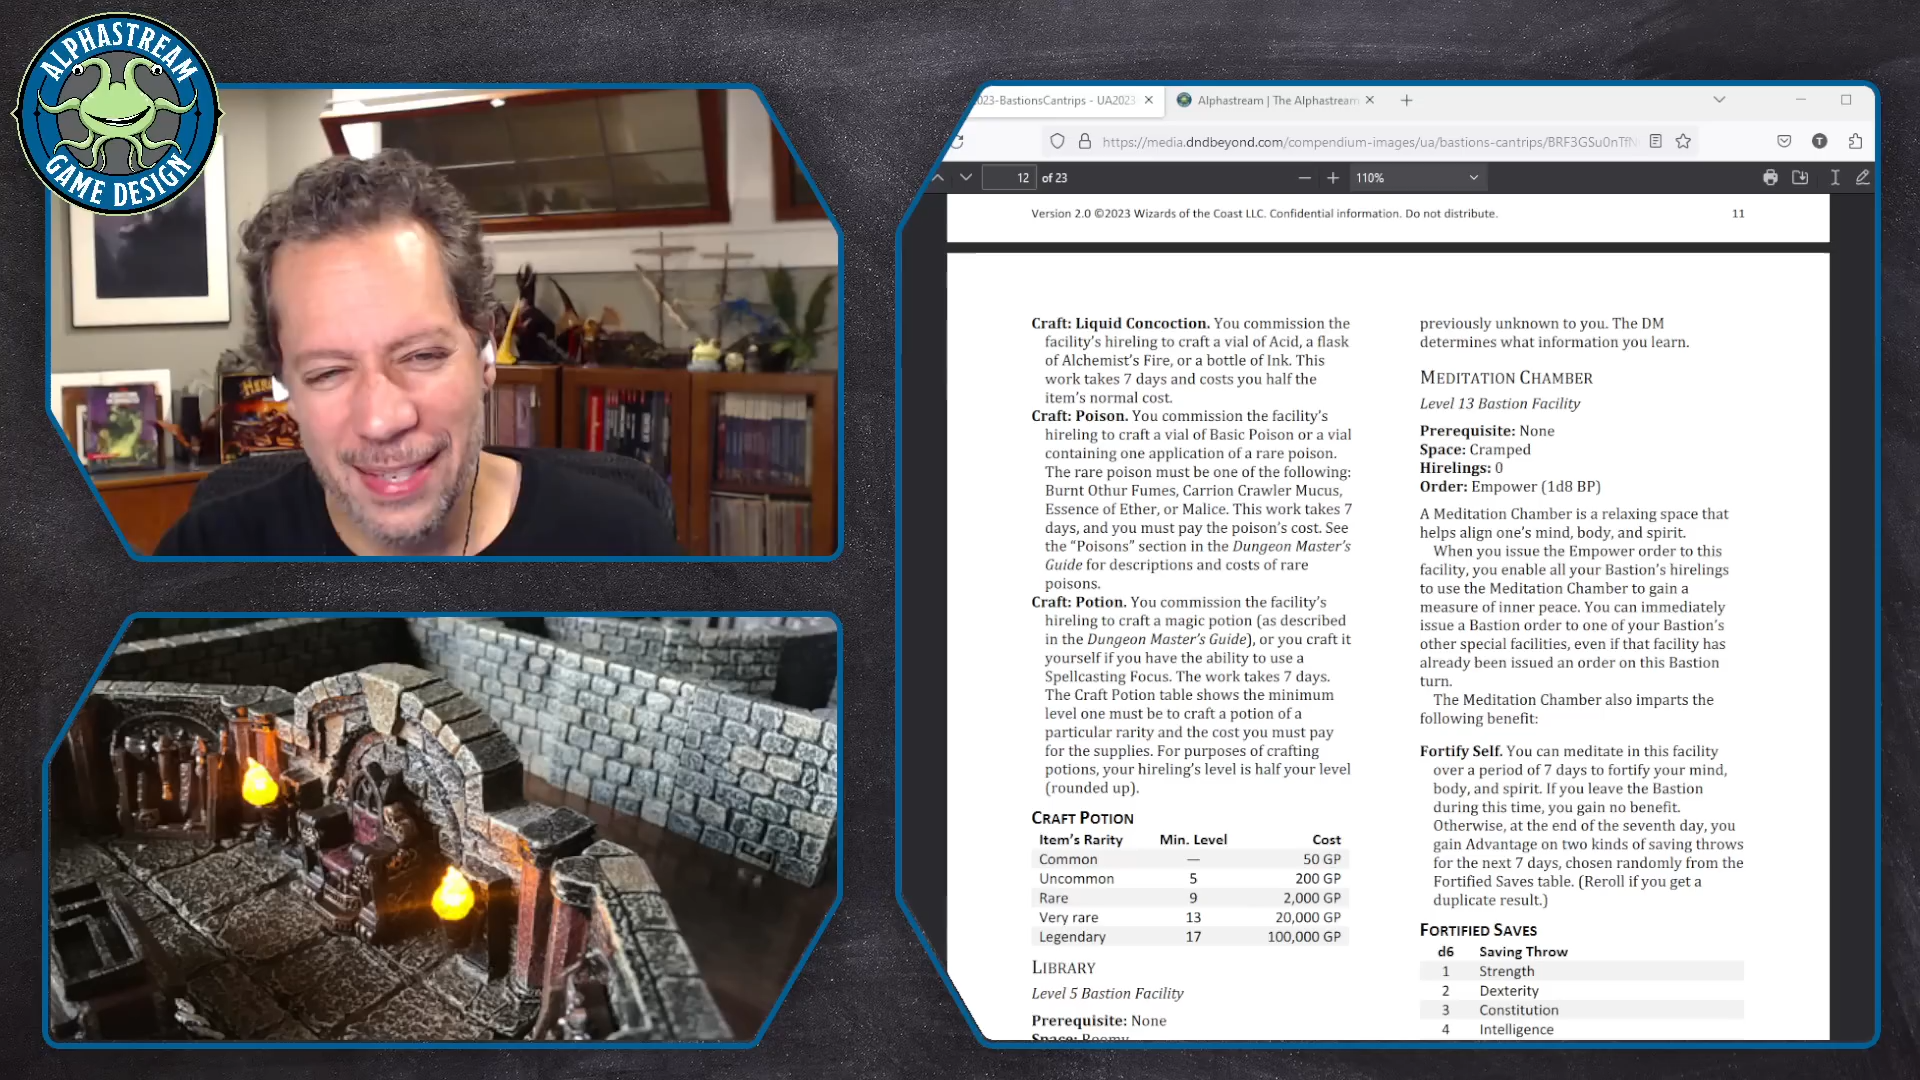 ALPHASTREAM
GAME DESIGN
023-BastionsCantrips - UA2023
Alphastream | The Alphastream
https://media.dndbeyond.com/compendium-images/ua/bastions-cantrips/BRF3GSu0nTfN
T
12 of 23
110%
Version 2.0 ©2023 Wizards of the Coast LLC. Confidential information. Do not distribute.
11
Craft: Liquid Concoction. You commission the
facility's hireling to craft a vial of Acid, a flask
of Alchemist's Fire, or a bottle of Ink. This
work takes 7 days and costs you half the
item's normal cost.
Craft: Poison. You commission the facility's
hireling to craft a vial of Basic Poison or a vial
containing one application of a rare poison.
The rare poison must be one of the following:
Burnt Othur Fumes, Carrion Crawler Mucus,
Essence of Ether, or Malice. This work takes 7
days, and you must pay the poison's cost. See
the “Poisons” section in the Dungeon Master's
Guide for descriptions and costs of rare
poisons.
Craft: Potion. You commission the facility's
hireling to craft a magic potion (as described
in the Dungeon Master's Guide), or you craft it
yourself if you have the ability to use a
Spellcasting Focus. The work takes 7 days.
The Craft Potion table shows the minimum
level one must be to craft a potion of a
particular rarity and the cost you must pay
for the supplies. For purposes of crafting
potions, your hireling's level is half your level
(rounded up).
CRAFT POTION
Item's Rarity Min. Level Cost
Common — 50 GP
Uncommon 5 200 GP
Rare 9 2,000 GP
Very rare 13 20,000 GP
Legendary 17 100,000 GP
LIBRARY
Level 5 Bastion Facility
Prerequisite: None
Space: Roomy
previously unknown to you. The DM
determines what information you learn.
MEDITATION CHAMBER
Level 13 Bastion Facility
Prerequisite: None
Space: Cramped
Hirelings: 0
Order: Empower (1d8 BP)
A Meditation Chamber is a relaxing space that
helps align one's mind, body, and spirit.
When you issue the Empower order to this
facility, you enable all your Bastion's hirelings
to use the Meditation Chamber to gain a
measure of inner peace. You can immediately
issue a Bastion order to one of your Bastion's
other special facilities, even if that facility has
already been issued an order on this Bastion
turn.
The Meditation Chamber also imparts the
following benefit:
Fortify Self. You can meditate in this facility
over a period of 7 days to fortify your mind,
body, and spirit. If you leave the Bastion
during this time, you gain no benefit.
Otherwise, at the end of the seventh day, you
gain Advantage on two kinds of saving throws
for the next 7 days, chosen randomly from the
Fortified Saves table. (Reroll if you get a
duplicate result.)
FORTIFIED SAVES
d6 Saving Throw
1 Strength
2 Dexterity
3 Constitution
4 Intelligence